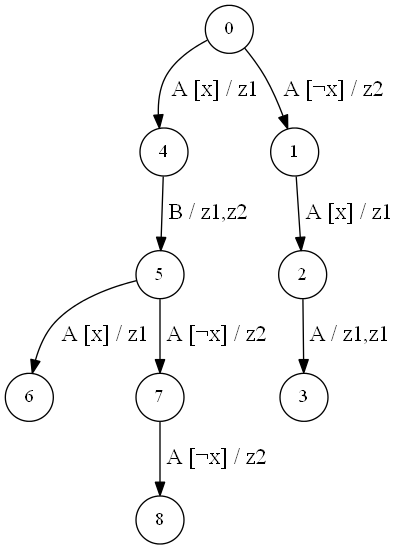 0
A [x] / z1
A [¬x] / z2
4
1
B / z1,z2
A [x] / z1
5
2
A [x] / z1
A [¬x] / z2
A / z1,z1
6
7
3
A [¬x] / z2
8